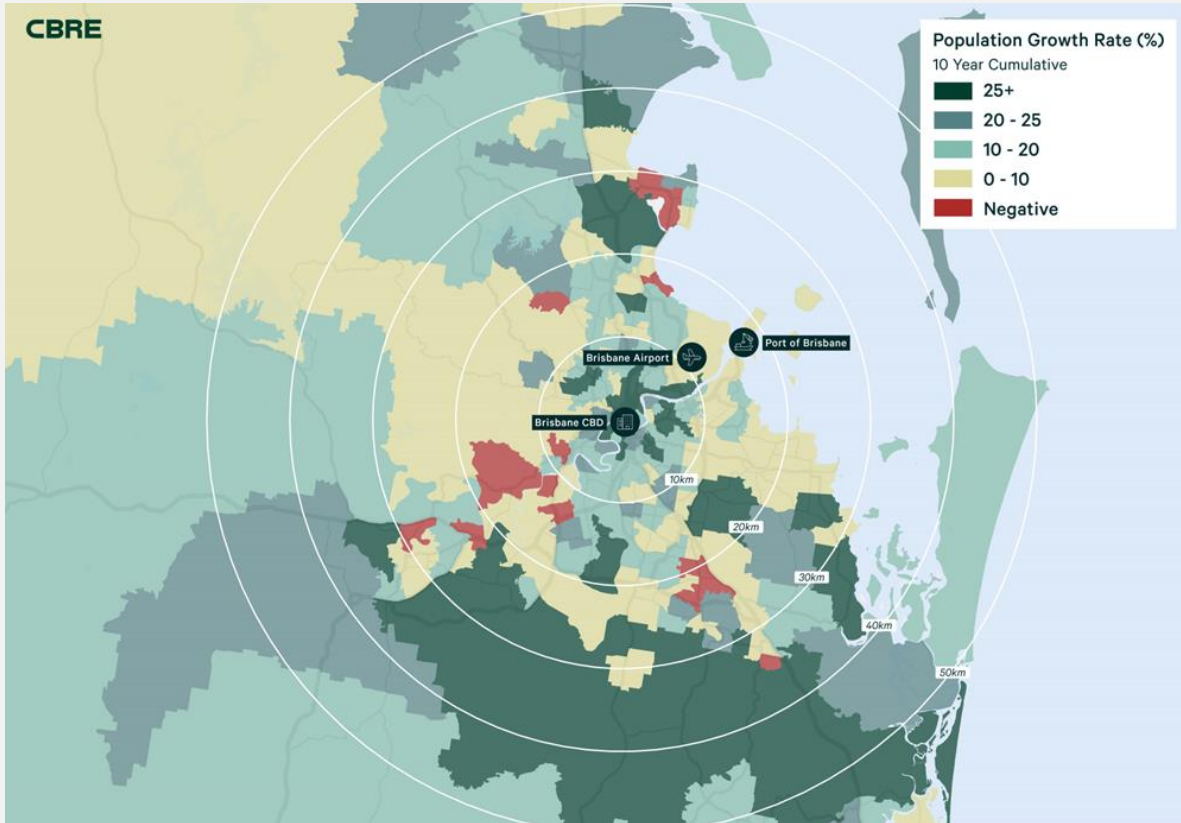 CBRE
Population Growth Rate (%)
10 Year Cumulative
25+
20 - 25
10 - 20
0 - 10
Negative
Port of Brisbane
Brisbane Airport
Brisbane CBD
10km
20km
30km
40km
50km